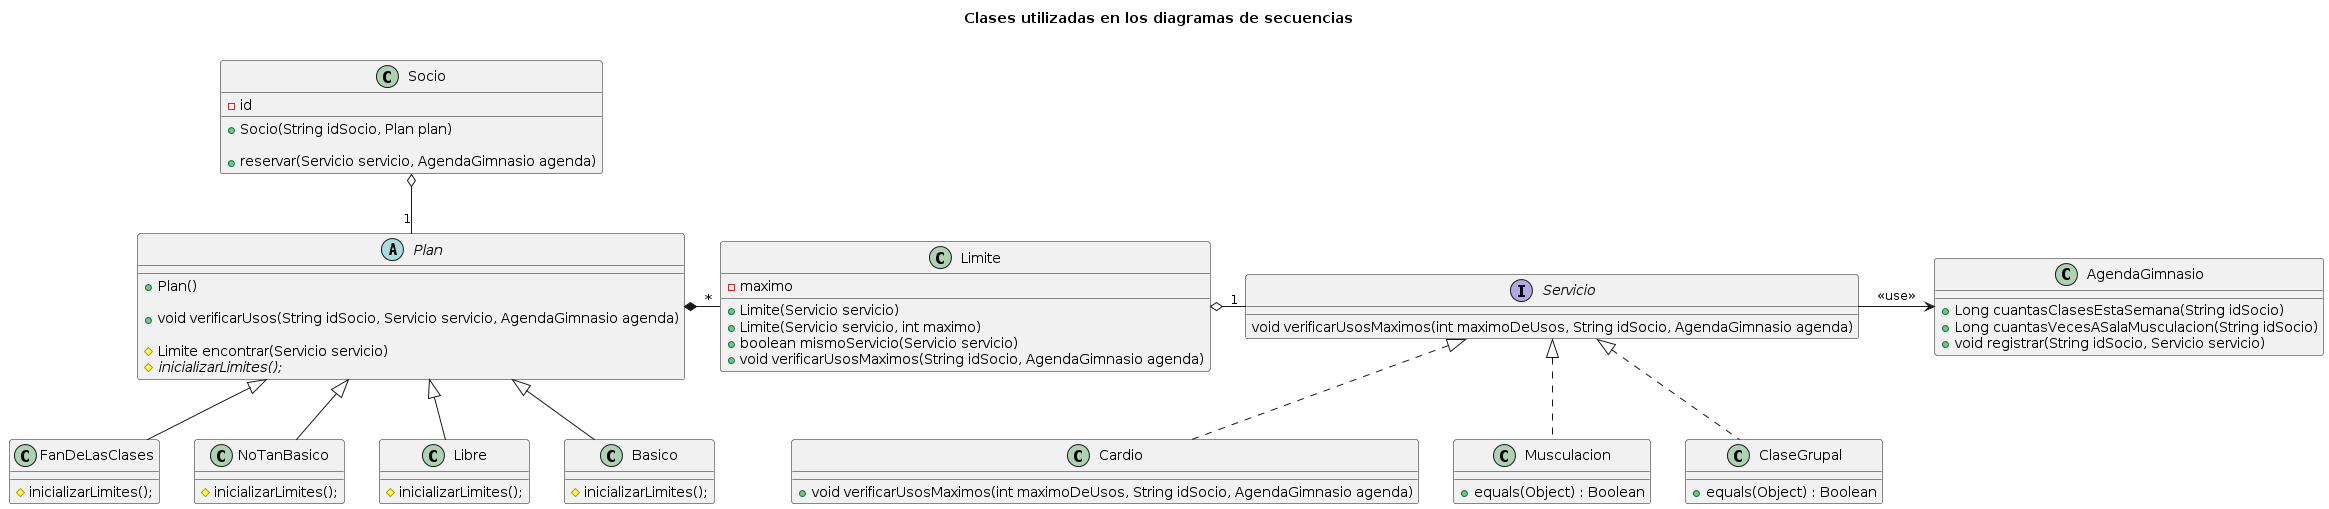 Clases utilizadas en los diagramas de secuencias
C Socio
id
Socio(String idSocio, Plan plan)
reservar(Servicio servicio, AgendaGimnasio agenda)
1
A Plan
Plan()
void verificarUsos(String idSocio, Servicio servicio, AgendaGimnasio agenda)
Limite encontrar(Servicio servicio)
inicializarLimites();
*
C Limite
maximo
Limite(Servicio servicio)
Limite(Servicio servicio, int maximo)
boolean mismoServicio(Servicio servicio)
void verificarUsosMaximos(String idSocio, AgendaGimnasio agenda)
1
I Servicio
void verificarUsosMaximos(int maximoDeUsos, String idSocio, AgendaGimnasio agenda)
«use»
C AgendaGimnasio
Long cuantasClasesEstaSemana(String idSocio)
Long cuantasVecesASalaMusculacion(String idSocio)
void registrar(String idSocio, Servicio servicio)
C FanDeLasClases
inicializarLimites();
C NoTanBasico
inicializarLimites();
C Libre
inicializarLimites();
C Basico
inicializarLimites();
C Cardio
void verificarUsosMaximos(int maximoDeUsos, String idSocio, AgendaGimnasio agenda)
C Musculacion
equals(Object) : Boolean
C ClaseGrupal
equals(Object) : Boolean